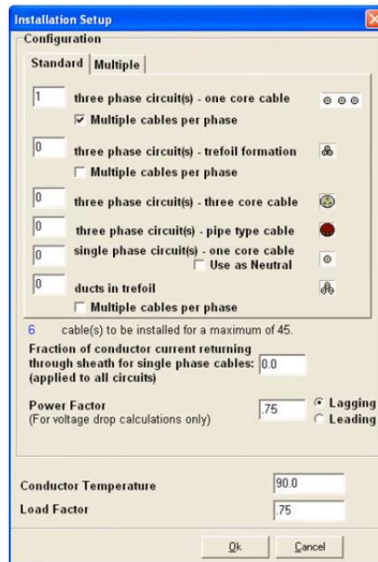 Installation Setup
Configuration
Standard Multiple
1 three phase circuit(s) - one core cable
Multiple cables per phase
0 three phase circuit(s) - trefoil formation
Multiple cables per phase
0 three phase circuit(s) - three core cable
0 three phase circuit(s) - pipe type cable
0 single phase circuit(s) - one core cable
Use as Neutral
0 ducts in trefoil
Multiple cables per phase
6 cable(s) to be installed for a maximum of 45.
Fraction of conductor current returning
through sheath for single phase cables: 0.0
(applied to all circuits)
Power Factor .75 Lagging
(For voltage drop calculations only) Leading
Conductor Temperature 90.0
Load Factor .75
Ok Cancel